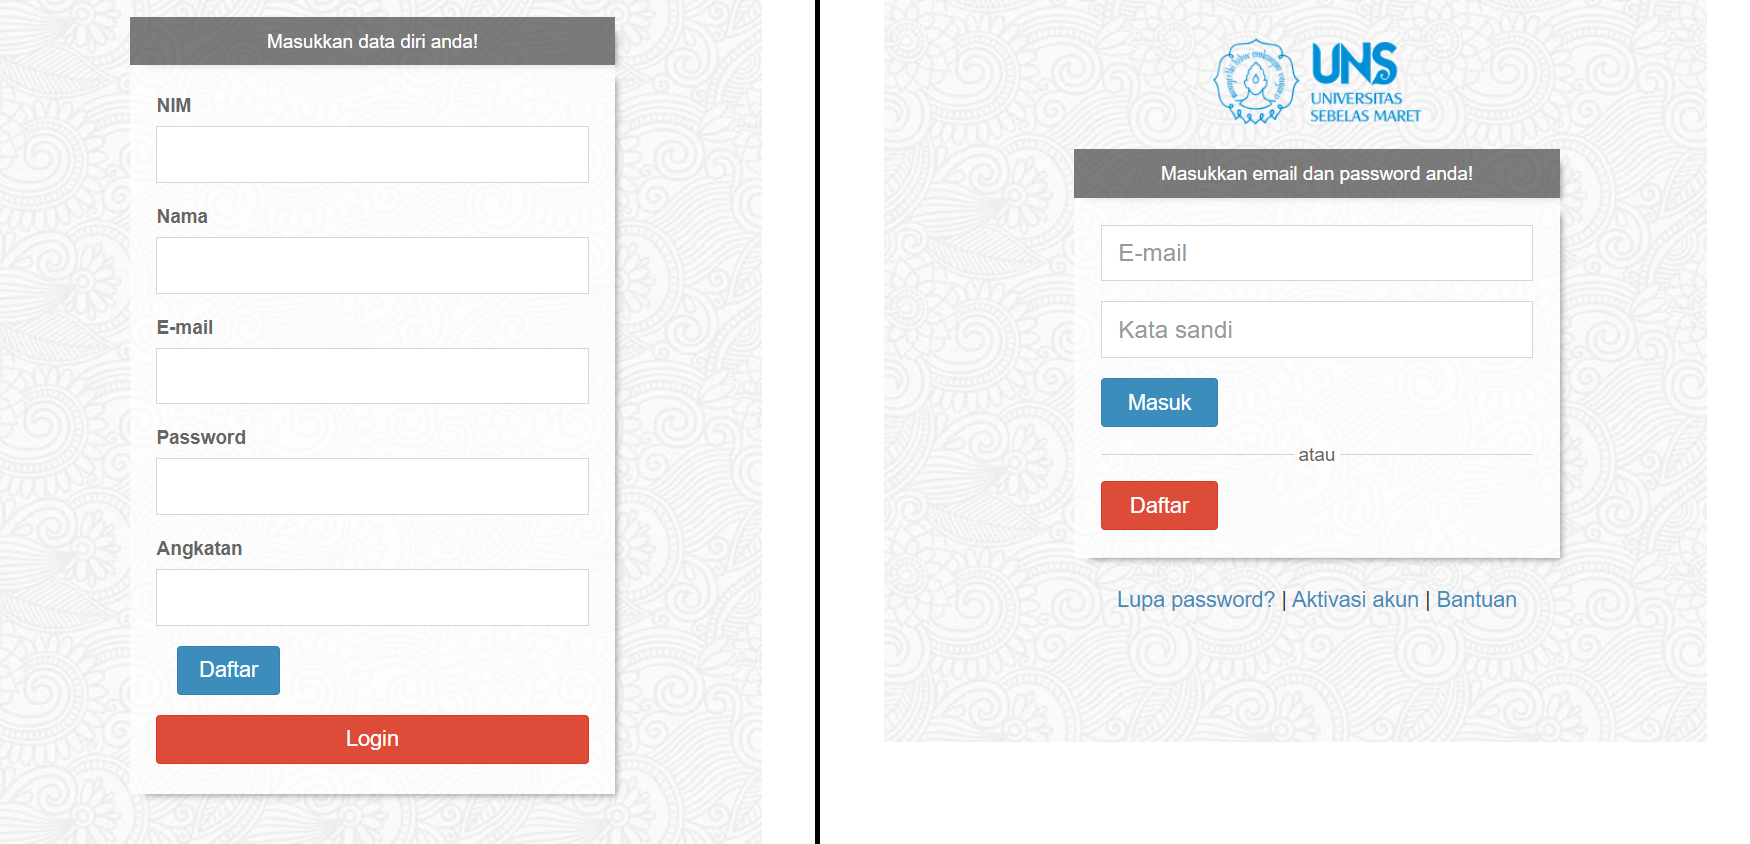 Masukkan data diri anda!
NIM
Nama
E-mail
Password
Angkatan
Daftar
Login
UNS
UNIVERSITAS
SEBELAS MARET
Masukkan email dan password anda!
E-mail
Kata sandi
Masuk
atau
Daftar
Lupa password? | Aktivasi akun | Bantuan